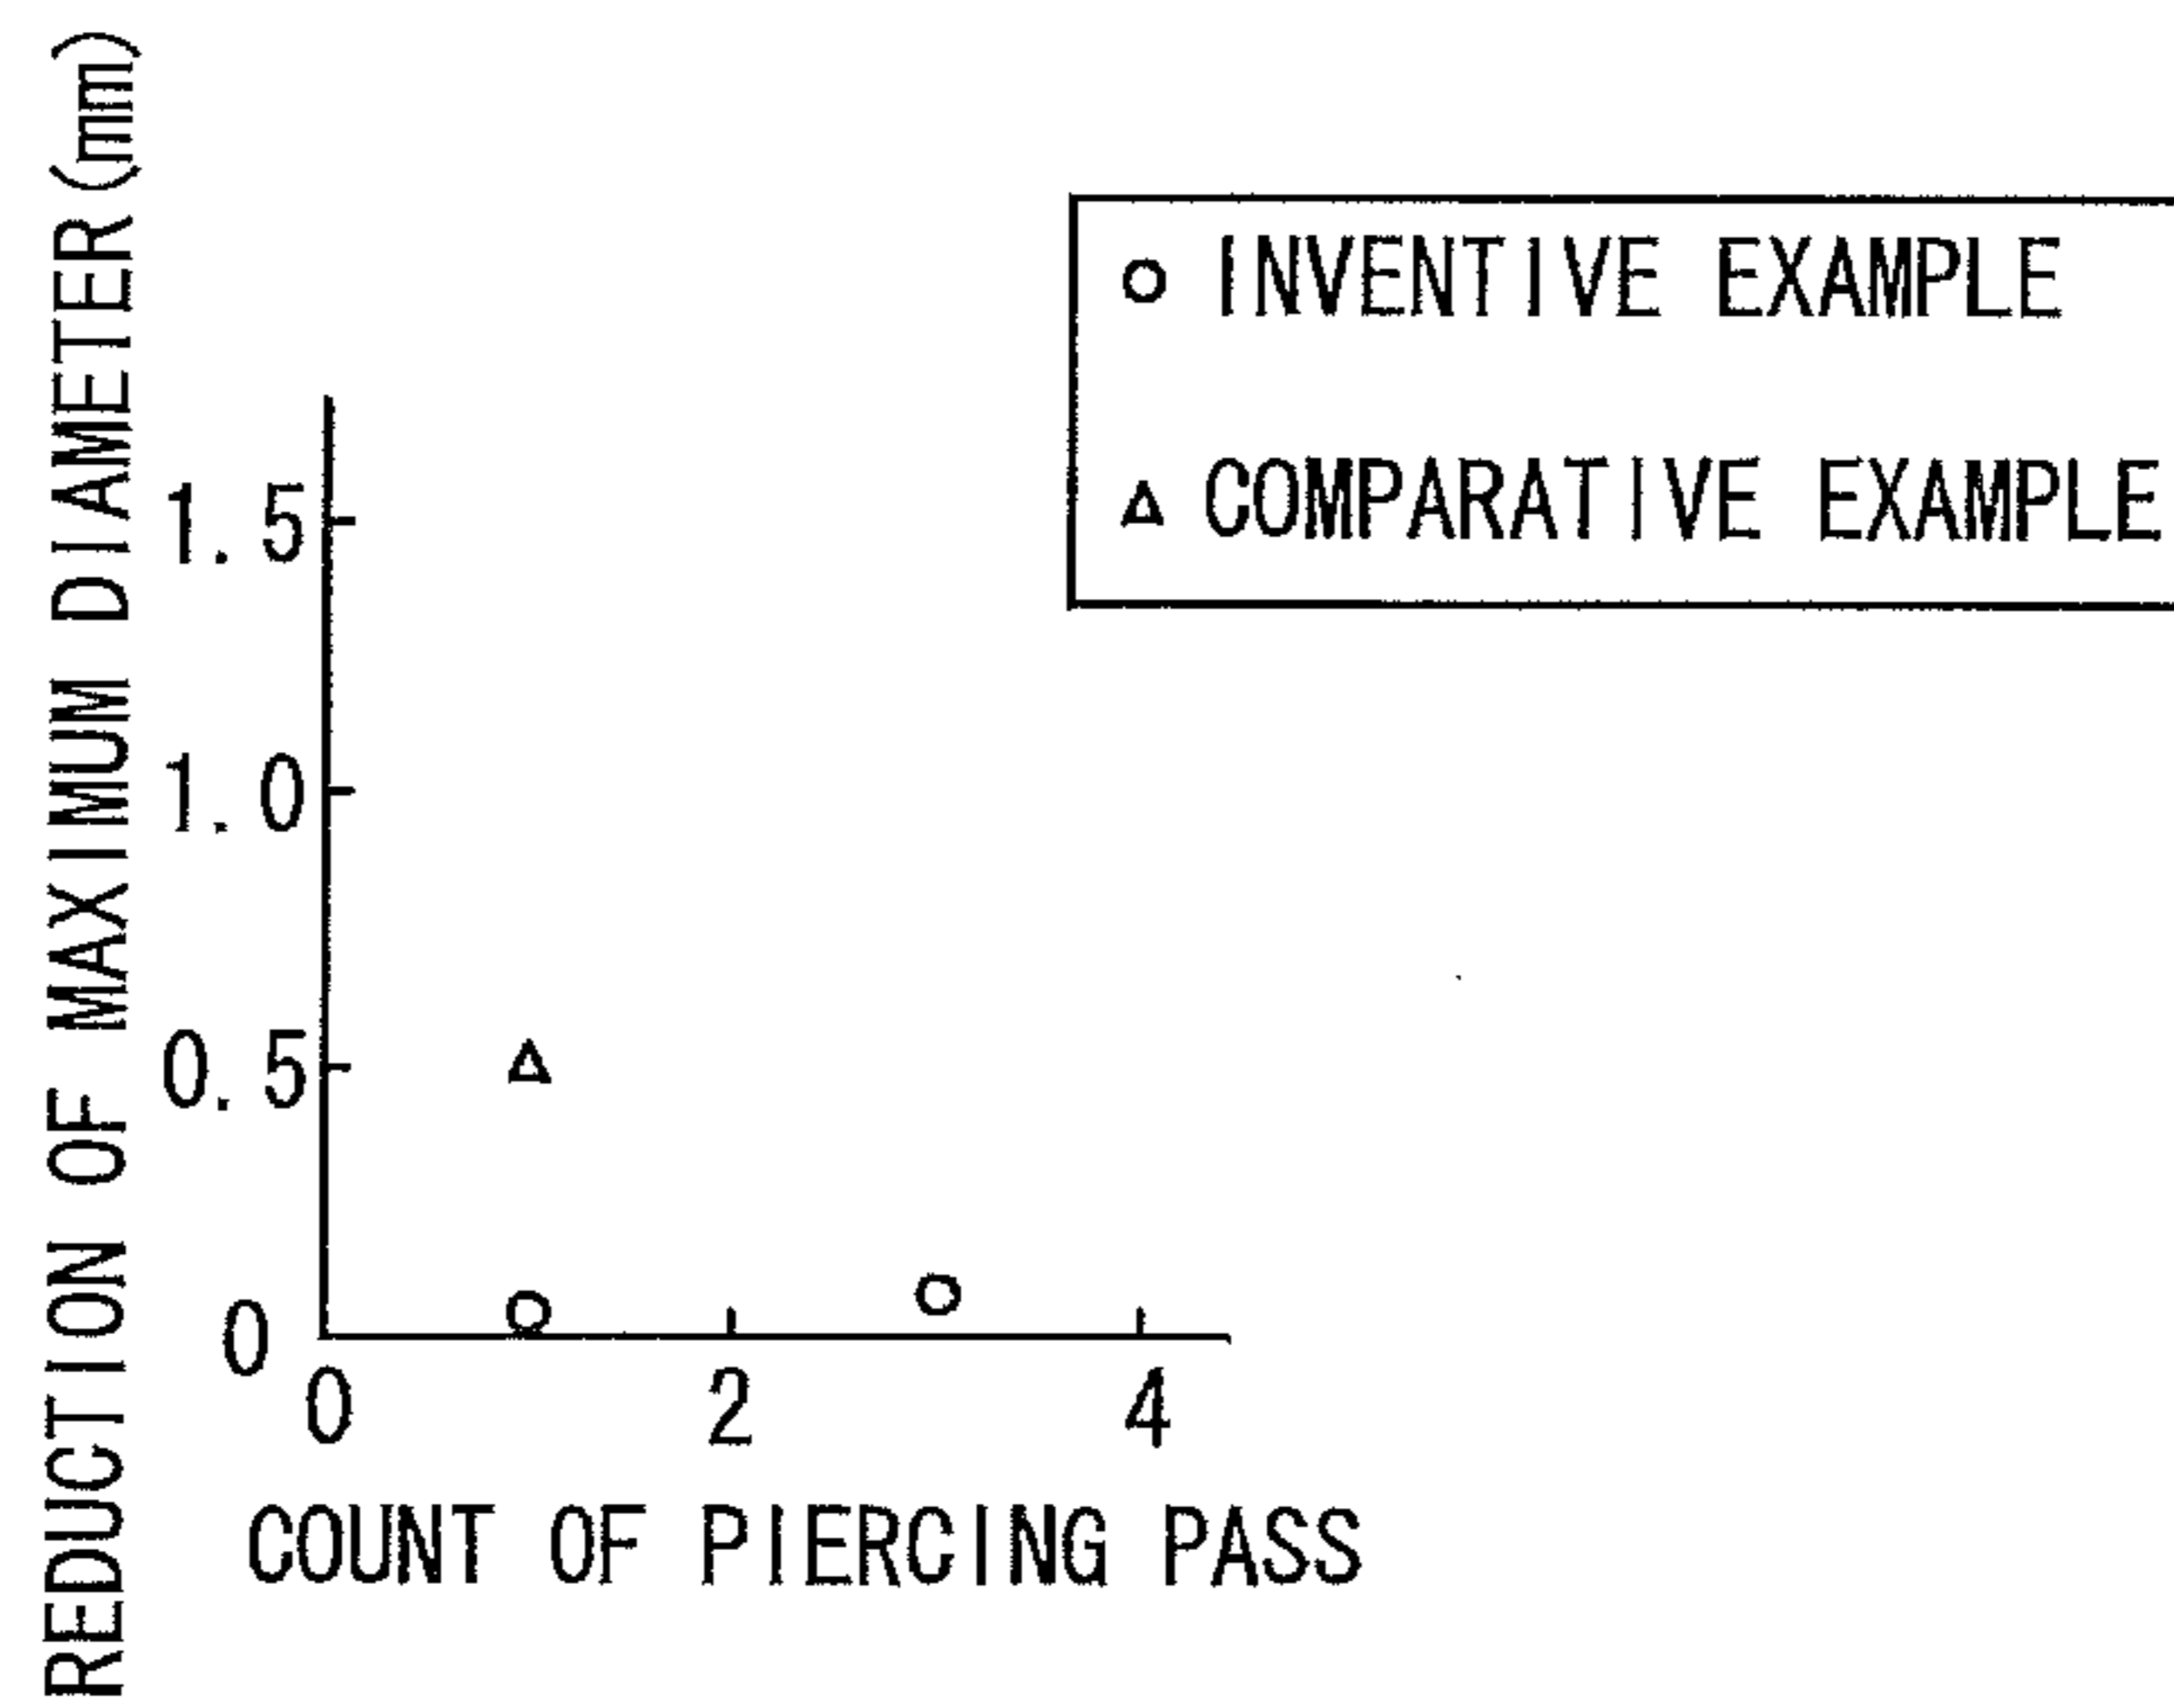 REDUCTION OF MAXIMUM DIAMETER(mm)
○ INVENTIVE EXAMPLE
△ COMPARATIVE EXAMPLE
1.5
1.0
0.5
0
0 2 4
COUNT OF PIERCING PASS